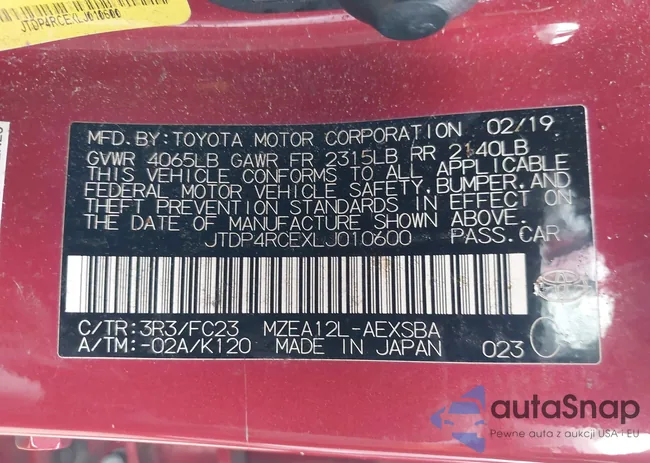 JTDP4RCEXLJ010600
MFD. BY: TOYOTA MOTOR CORPORATION 02/19
GVWR 4065LB GAWR FR 2315LB RR 2140LB
THIS VEHICLE CONFORMS TO ALL APPLICABLE
FEDERAL MOTOR VEHICLE SAFETY, BUMPER, AND
THEFT PREVENTION STANDARDS IN EFFECT ON
THE DATE OF MANUFACTURE SHOWN ABOVE.
JTDP4RCEXLJ010600 PASS. CAR
C/TR: 3R3/FC23 MZEA12L-AEXSBA
A/TM: -02A/K120 MADE IN JAPAN 023
autaSnap
Pewne auta z aukcji USA i EU